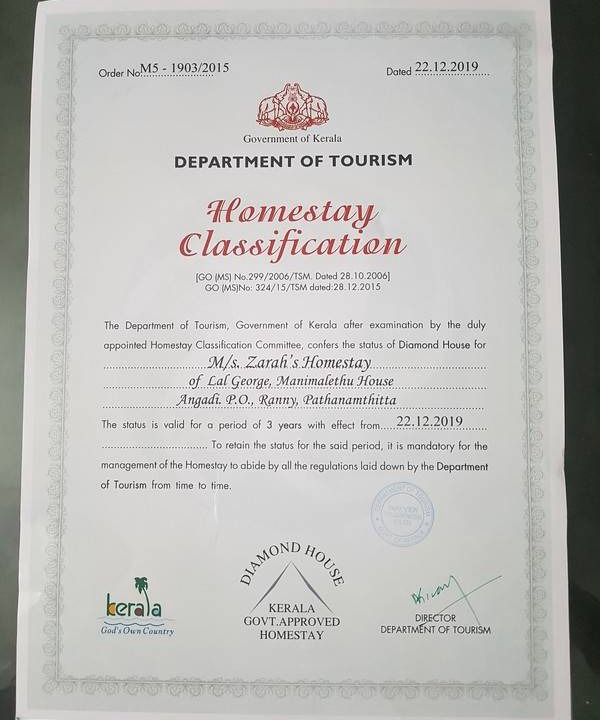 Order No. M5 - 1903/2015
Dated 22.12.2019
Government of Kerala
DEPARTMENT OF TOURISM
Homestay
Classification
[GO (MS) No.299/2006/TSM. Dated 28.10.2006]
GO (MS)No: 324/15/TSM dated:28.12.2015
The Department of Tourism, Government of Kerala after examination by the duly
appointed Homestay Classification Committee, confers the status of Diamond House for
M/s. Zarah's Homestay
of Lal George, Manimalethu House
Angadi. P.O., Ranny, Pathanamthitta
The status is valid for a period of 3 years with effect from 22.12.2019
To retain the status for the said period, it is mandatory for the
management of the Homestay to abide by all the regulations laid down by the Department
of Tourism from time to time.
DEPARTMENT OF TOURISM
kerala
God's Own Country
DIAMOND HOUSE
KERALA
GOVT.APPROVED
HOMESTAY
DIRECTOR
DEPARTMENT OF TOURISM